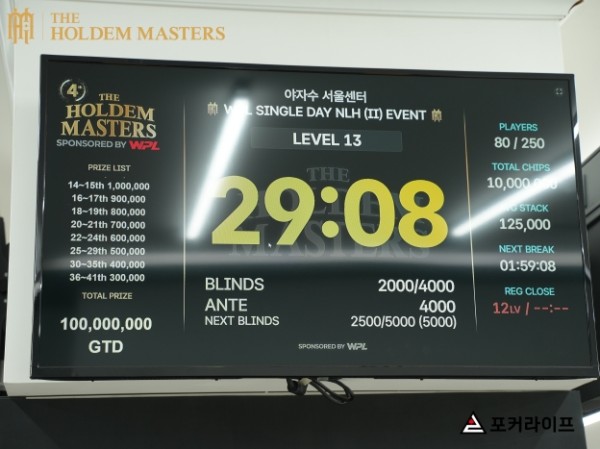 THE
HOLDEM MASTERS
4
THE
HOLDEM
MASTERS
SPONSORED BY WPL
PRIZE LIST
14~15th 1,000,000
16~17th 900,000
18~19th 800,000
20~21th 700,000
22~24th 600,000
25~29th 500,000
30~35th 400,000
36~41th 300,000
TOTAL PRIZE
100,000,000
GTD
야자수 서울센터
SINGLE DAY NLH (II) EVENT
LEVEL 13
THE
HOLDEM
MASTERS
29:08
BLINDS 2000/4000
ANTE 4000
NEXT BLINDS 2500/5000 (5000)
SPONSORED BY WPL
PLAYERS
80 / 250
TOTAL CHIPS
STACK
125,000
NEXT BREAK
01:59:08
REG CLOSE
12LV / --:--
포커라이프